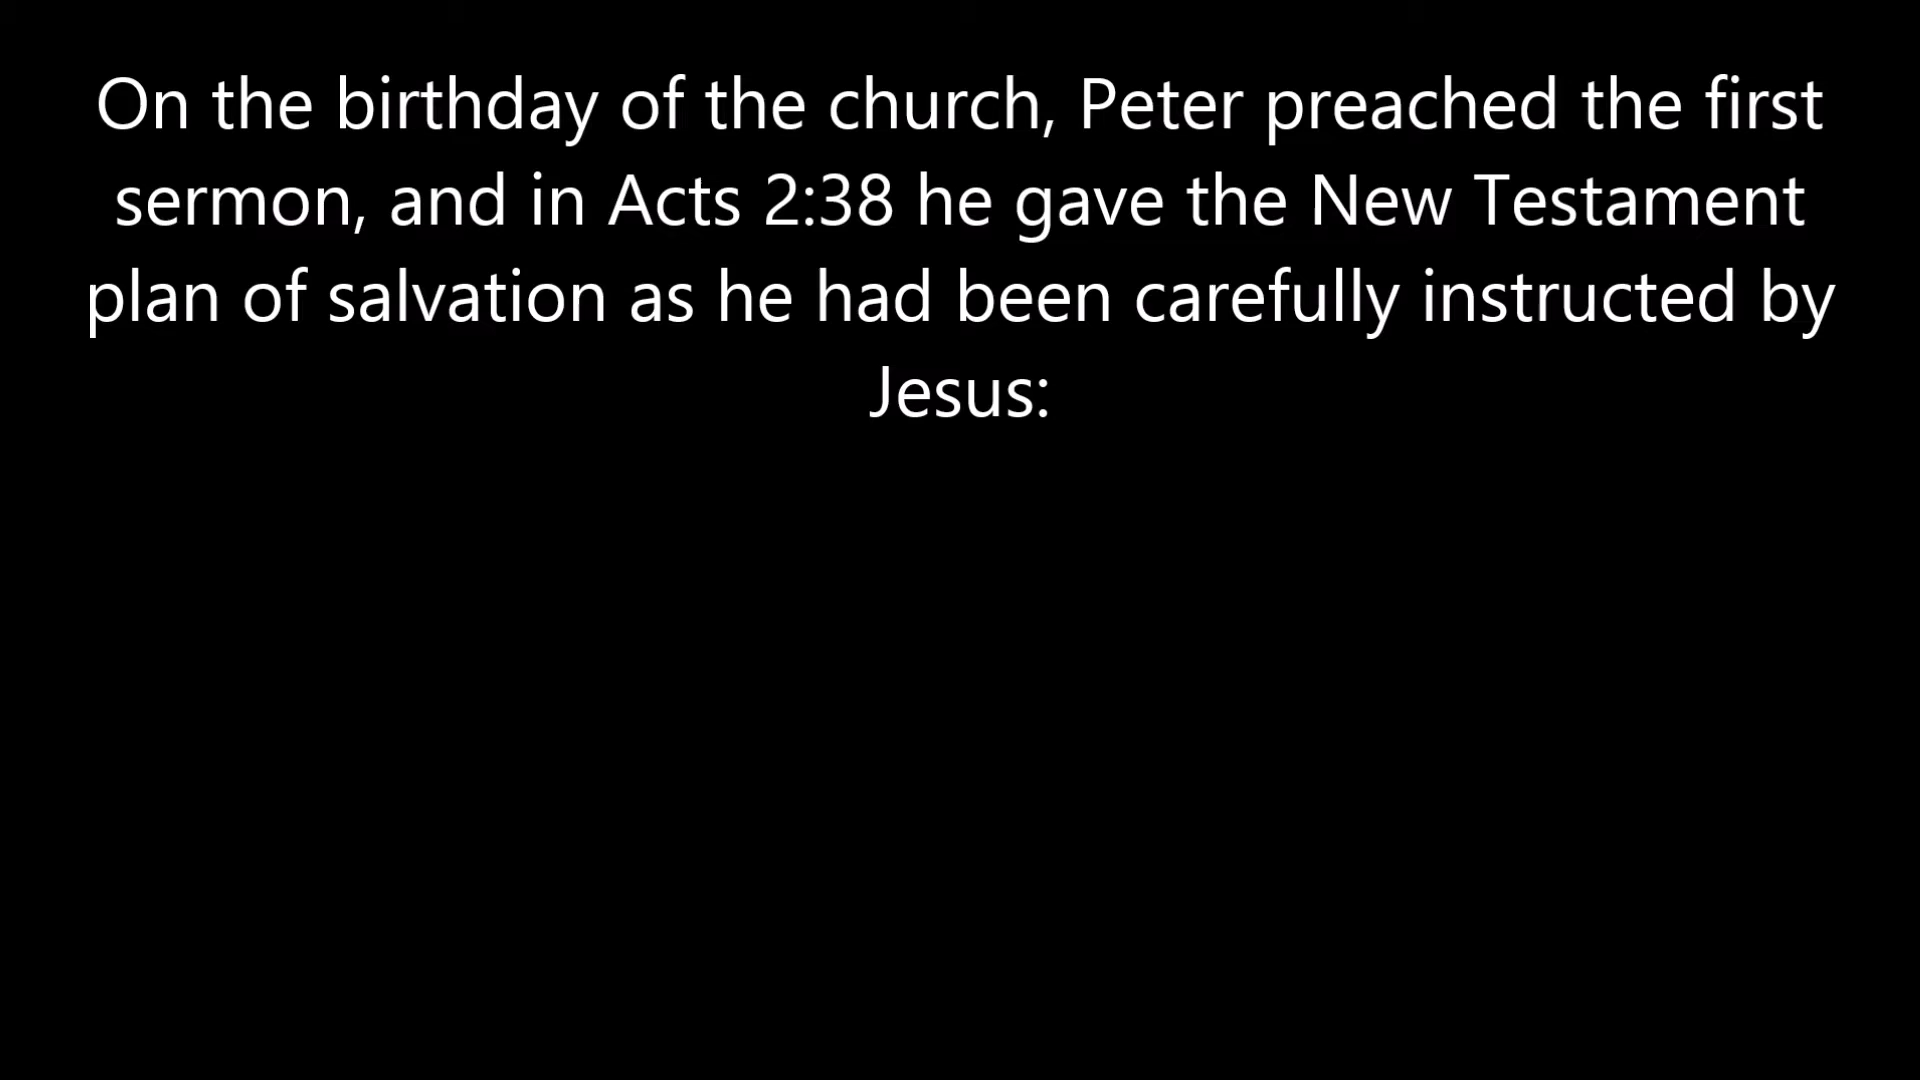 On the birthday of the church, Peter preached the first
sermon, and in Acts 2:38 he gave the New Testament
plan of salvation as he had been carefully instructed by
Jesus: